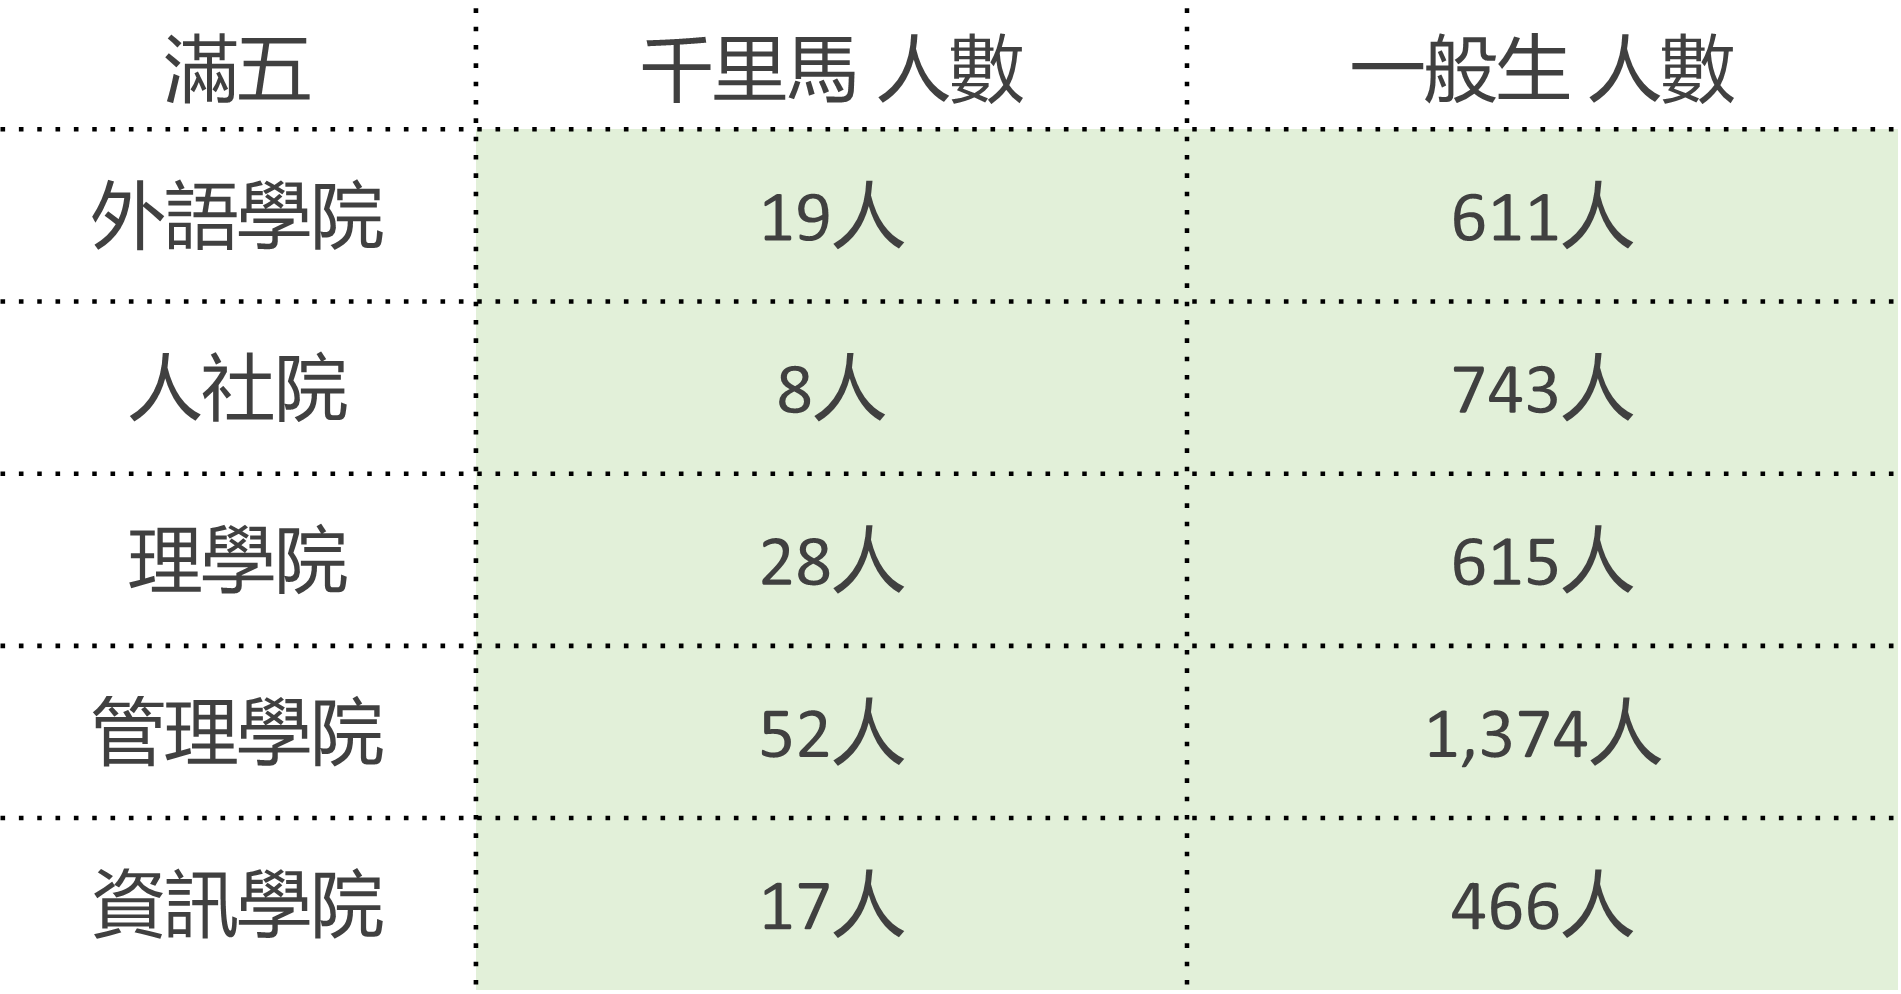 滿五 千里馬 人數 一般生 人數
外語學院 19人 611人
人社院 8人 743人
理學院 28人 615人
管理學院 52人 1,374人
資訊學院 17人 466人